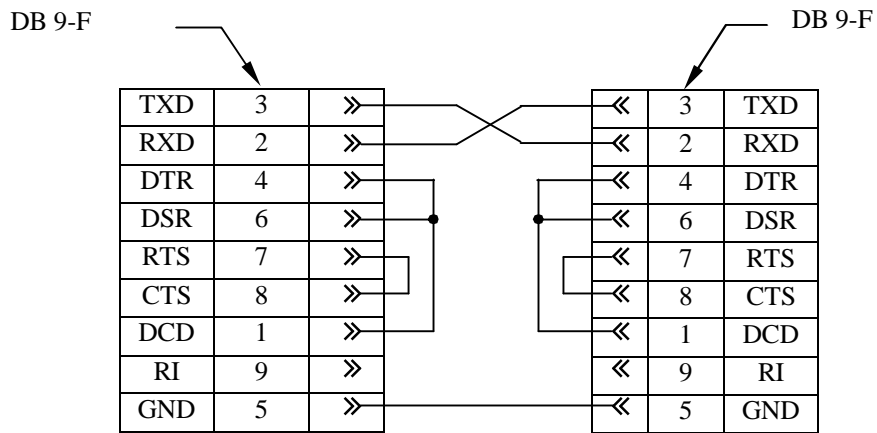 DB 9-F DB 9-F
TXD 3 3 TXD
RXD 2 2 RXD
DTR 4 4 DTR
DSR 6 6 DSR
RTS 7 7 RTS
CTS 8 8 CTS
DCD 1 1 DCD
RI 9 9 RI
GND 5 5 GND